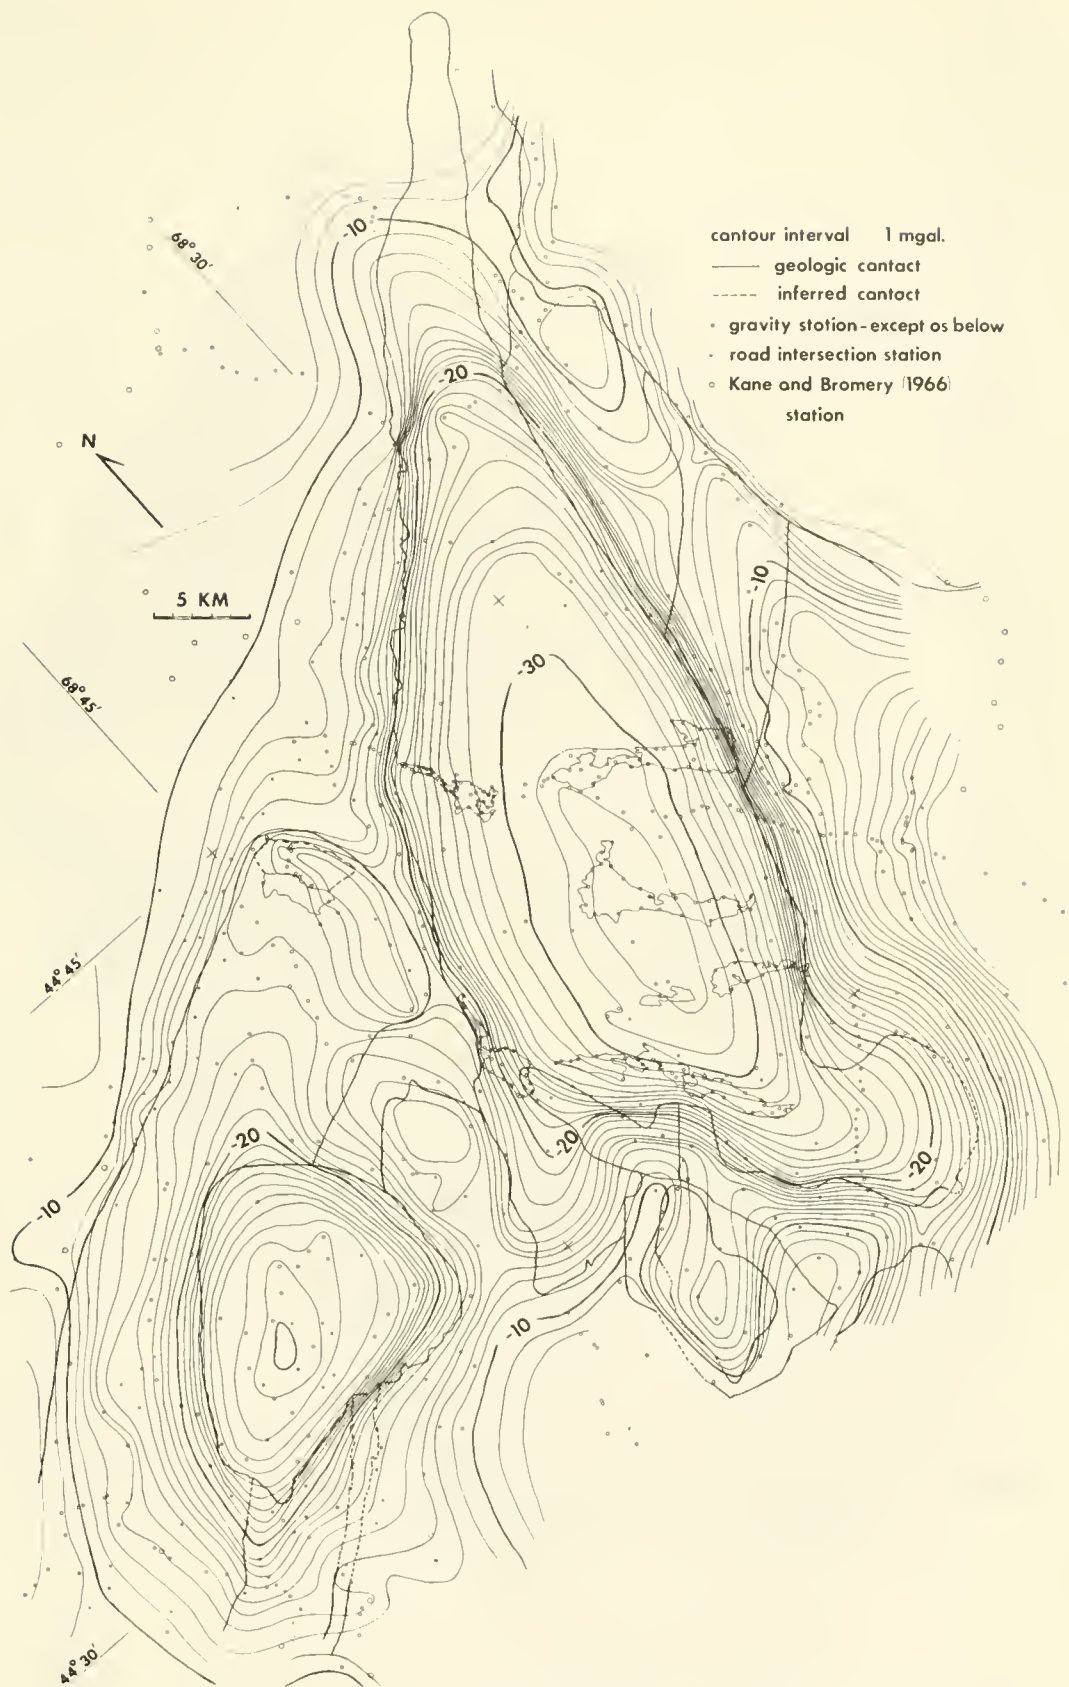 -10
68° 30'
contour interval 1 mgal.
geologic contact
inferred contact
gravity station-except as below
road intersection station
Kane and Bromery (1966)
station
-20
N
-10
5 KM
-30
68° 45'
44° 45'
-20
-20
-20
-10
-10
44° 30'